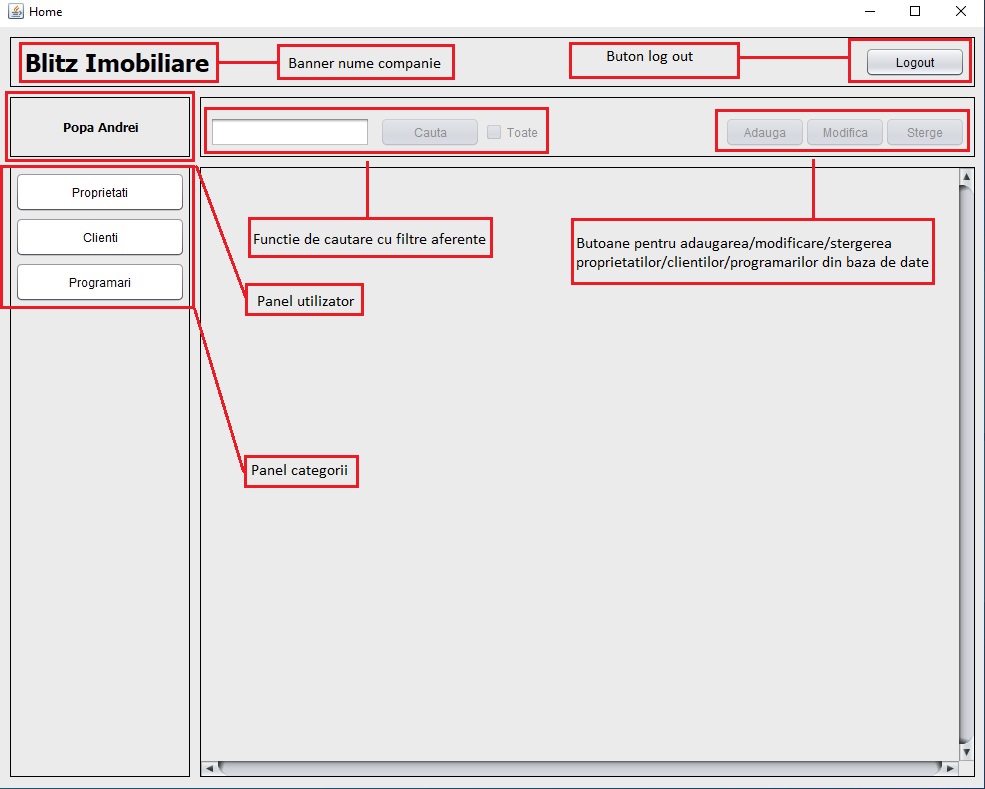 Home
Blitz Imobiliare
Banner nume companie
Buton log out
Logout
Popa Andrei
Cauta
Toate
Adauga
Modifica
Sterge
Proprietati
Clienti
Programari
Functie de cautare cu filtre aferente
Butoane pentru adaugarea/modificare/stergerea
proprietatilor/clientilor/programarilor din baza de date
Panel utilizator
Panel categorii